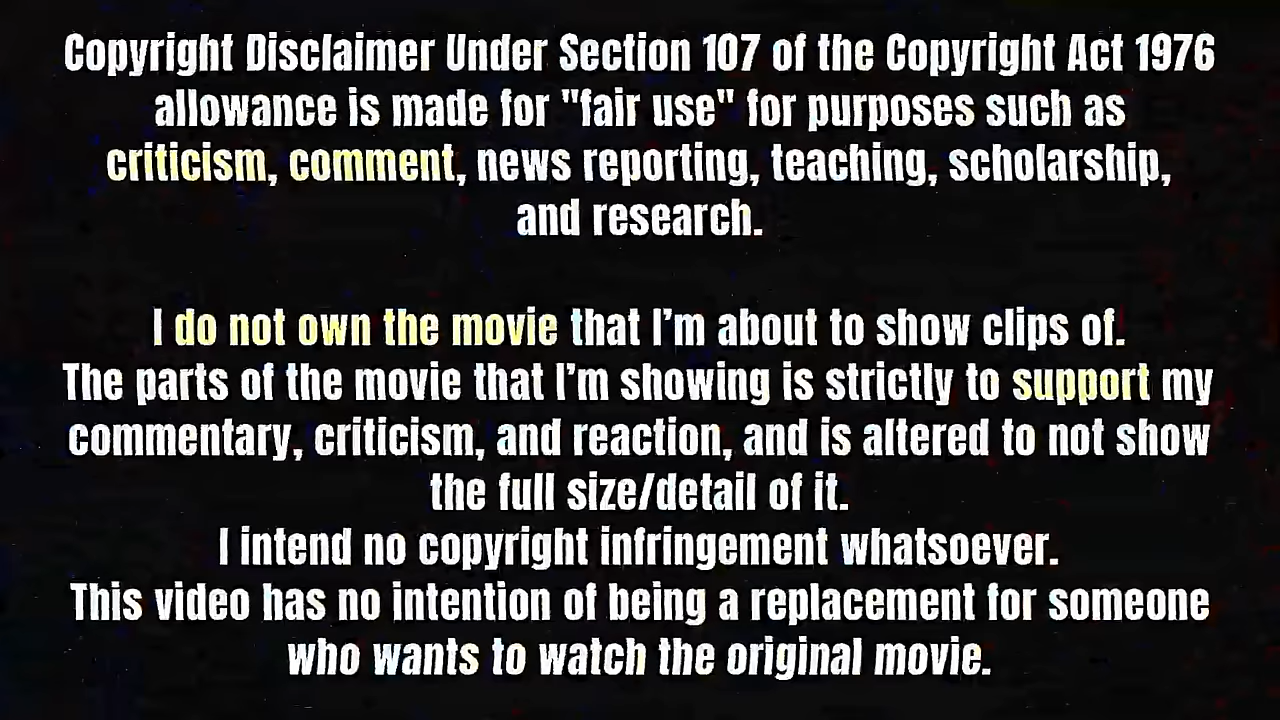 Copyright Disclaimer Under Section 107 of the Copyright Act 1976
allowance is made for "fair use" for purposes such as
criticism, comment, news reporting, teaching, scholarship,
and research.
I do not own the movie that I’m about to show clips of.
The parts of the movie that I’m showing is strictly to support my
commentary, criticism, and reaction, and is altered to not show
the full size/detail of it.
I intend no copyright infringement whatsoever.
This video has no intention of being a replacement for someone
who wants to watch the original movie.